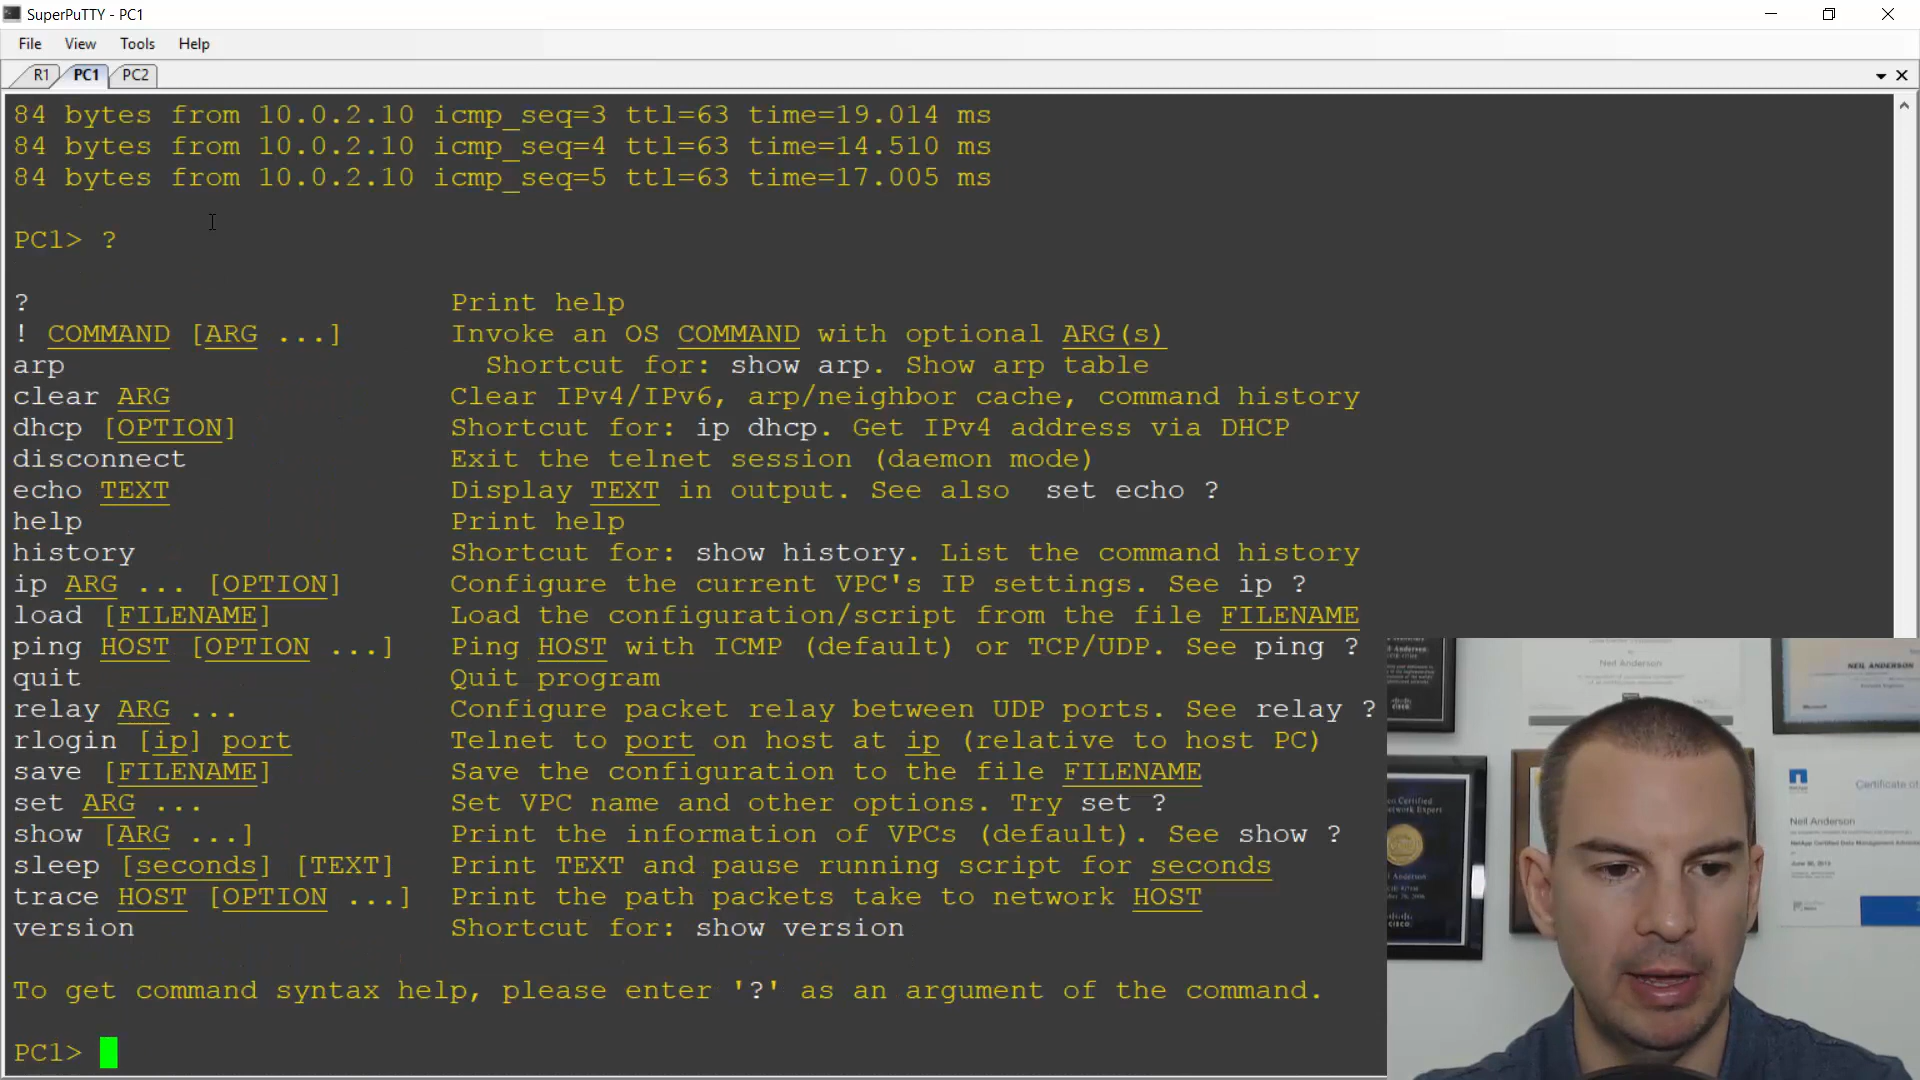 SuperPuTTY - PC1
File View Tools Help
R1 PC1 PC2
84 bytes from 10.0.2.10 icmp_seq=3 ttl=63 time=19.014 ms
84 bytes from 10.0.2.10 icmp_seq=4 ttl=63 time=14.510 ms
84 bytes from 10.0.2.10 icmp_seq=5 ttl=63 time=17.005 ms
PC1> ?
? Print help
! COMMAND [ARG ...] Invoke an OS COMMAND with optional ARG(s)
arp Shortcut for: show arp. Show arp table
clear ARG Clear IPv4/IPv6, arp/neighbor cache, command history
dhcp [OPTION] Shortcut for: ip dhcp. Get IPv4 address via DHCP
disconnect Exit the telnet session (daemon mode)
echo TEXT Display TEXT in output. See also set echo ?
help Print help
history Shortcut for: show history. List the command history
ip ARG ... [OPTION] Configure the current VPC's IP settings. See ip ?
load [FILENAME] Load the configuration/script from the file FILENAME
ping HOST [OPTION ...] Ping HOST with ICMP (default) or TCP/UDP. See ping ?
quit Quit program
relay ARG ... Configure packet relay between UDP ports. See relay ?
rlogin [ip] port Telnet to port on host at ip (relative to host PC)
save [FILENAME] Save the configuration to the file FILENAME
set ARG ... Set VPC name and other options. Try set ?
show [ARG ...] Print the information of VPCs (default). See show ?
sleep [seconds] [TEXT] Print TEXT and pause running script for seconds
trace HOST [OPTION ...] Print the path packets take to network HOST
version Shortcut for: show version
To get command syntax help, please enter '?' as an argument of the command.
PC1>
Neil Anderson
NEIL ANDERSON
Certificate of
Neil Anderson